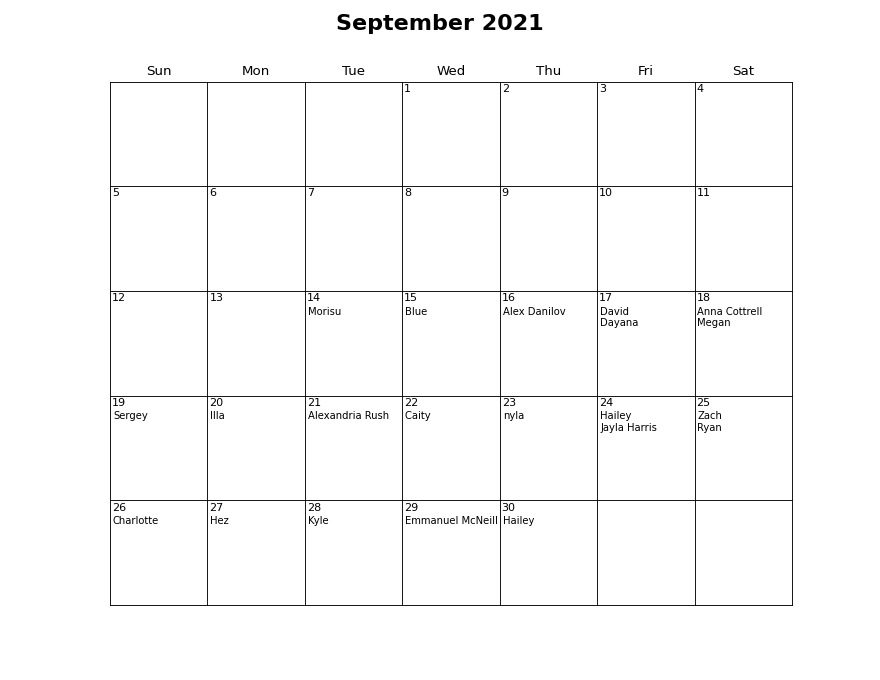 September 2021
Sun Mon Tue Wed Thu Fri Sat
1 2 3 4
5 6 7 8 9 10 11
12 13 14 15 16 17 18
Morisu Blue Alex Danilov David Anna Cottrell
Dayana Megan
19 20 21 22 23 24 25
Sergey Illa Alexandria Rush Caity nyla Hailey Zach
Jayla Harris Ryan
26 27 28 29 30
Charlotte Hez Kyle Emmanuel McNeill Hailey